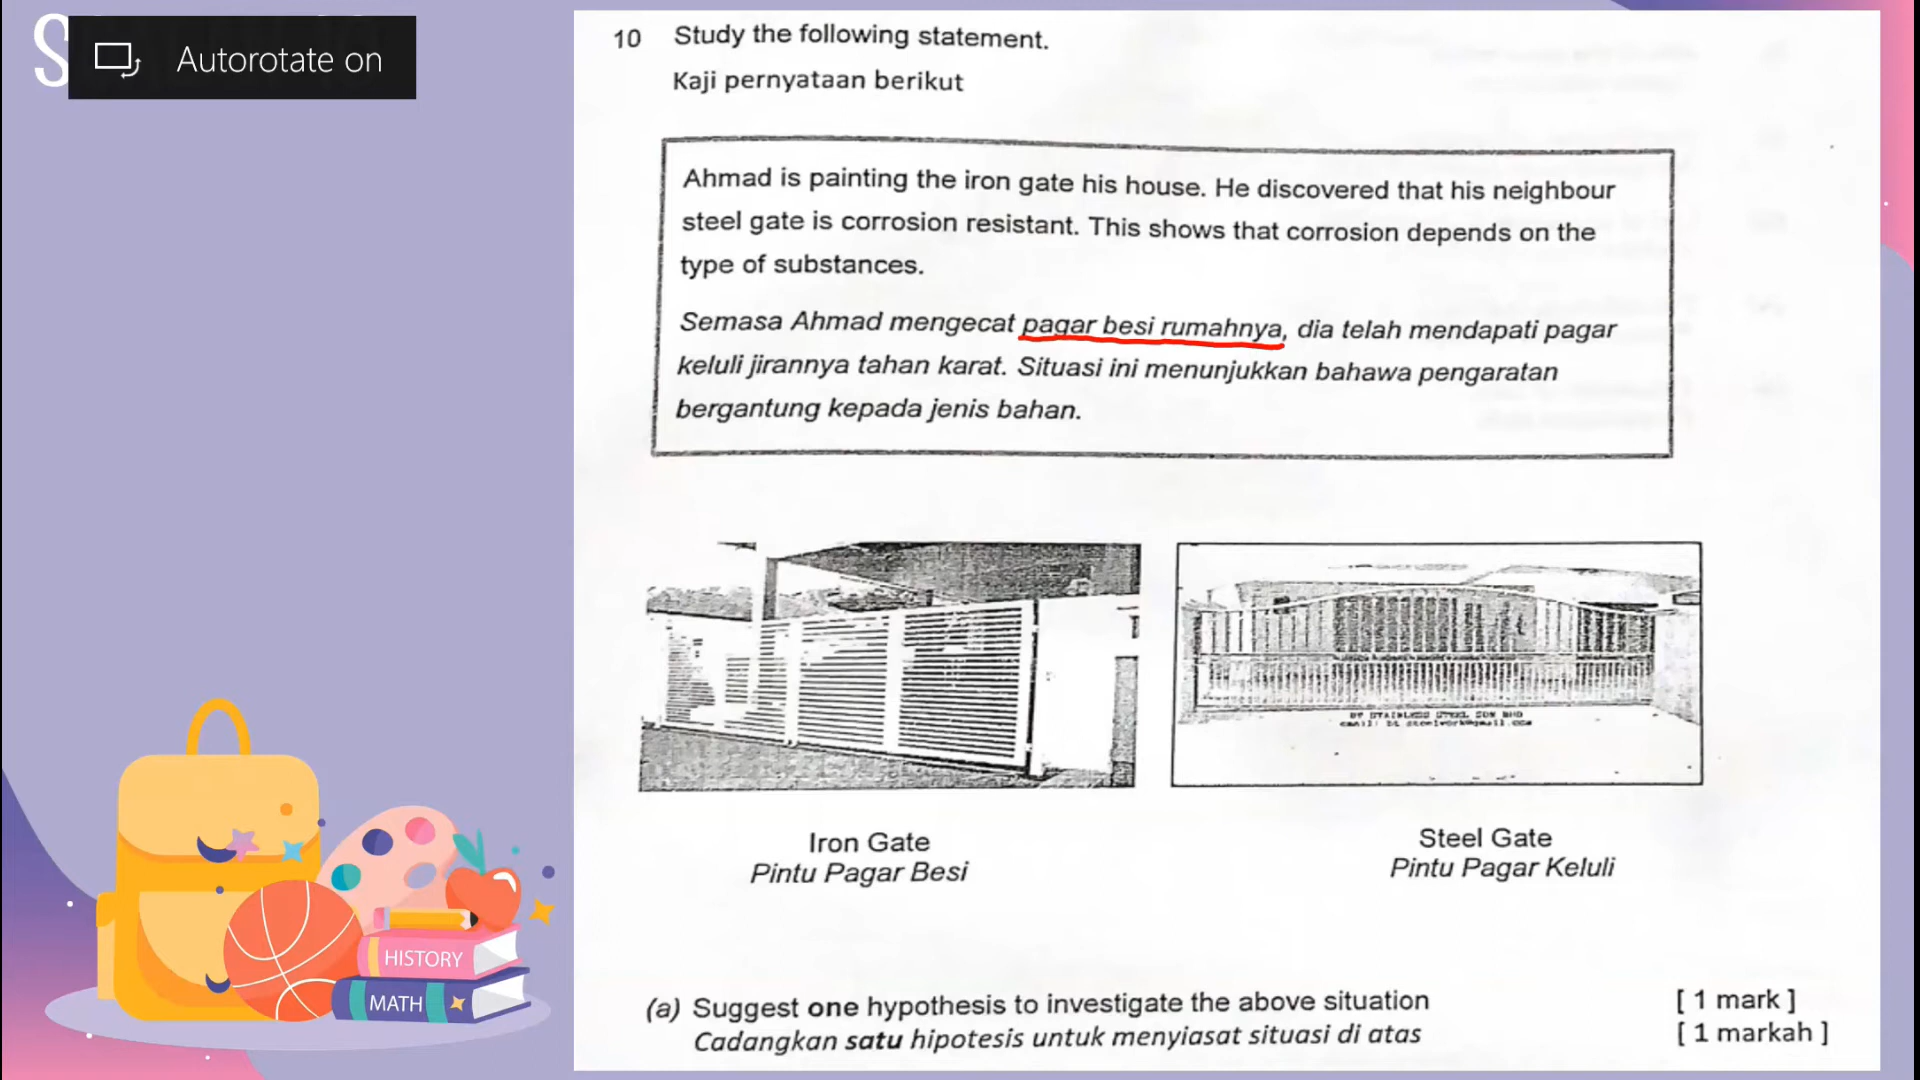 Autorotate on
10 Study the following statement.
Kaji pernyataan berikut
Ahmad is painting the iron gate his house. He discovered that his neighbour
steel gate is corrosion resistant. This shows that corrosion depends on the
type of substances.
Semasa Ahmad mengecat pagar besi rumahnya, dia telah mendapati pagar
keluli jirannya tahan karat. Situasi ini menunjukkan bahawa pengaratan
bergantung kepada jenis bahan.
STAINLESS STEEL SDN BHD
Iron Gate
Pintu Pagar Besi
Steel Gate
Pintu Pagar Keluli
HISTORY
MATH
(a) Suggest one hypothesis to investigate the above situation [ 1 mark ]
Cadangkan satu hipotesis untuk menyiasat situasi di atas [ 1 markah ]